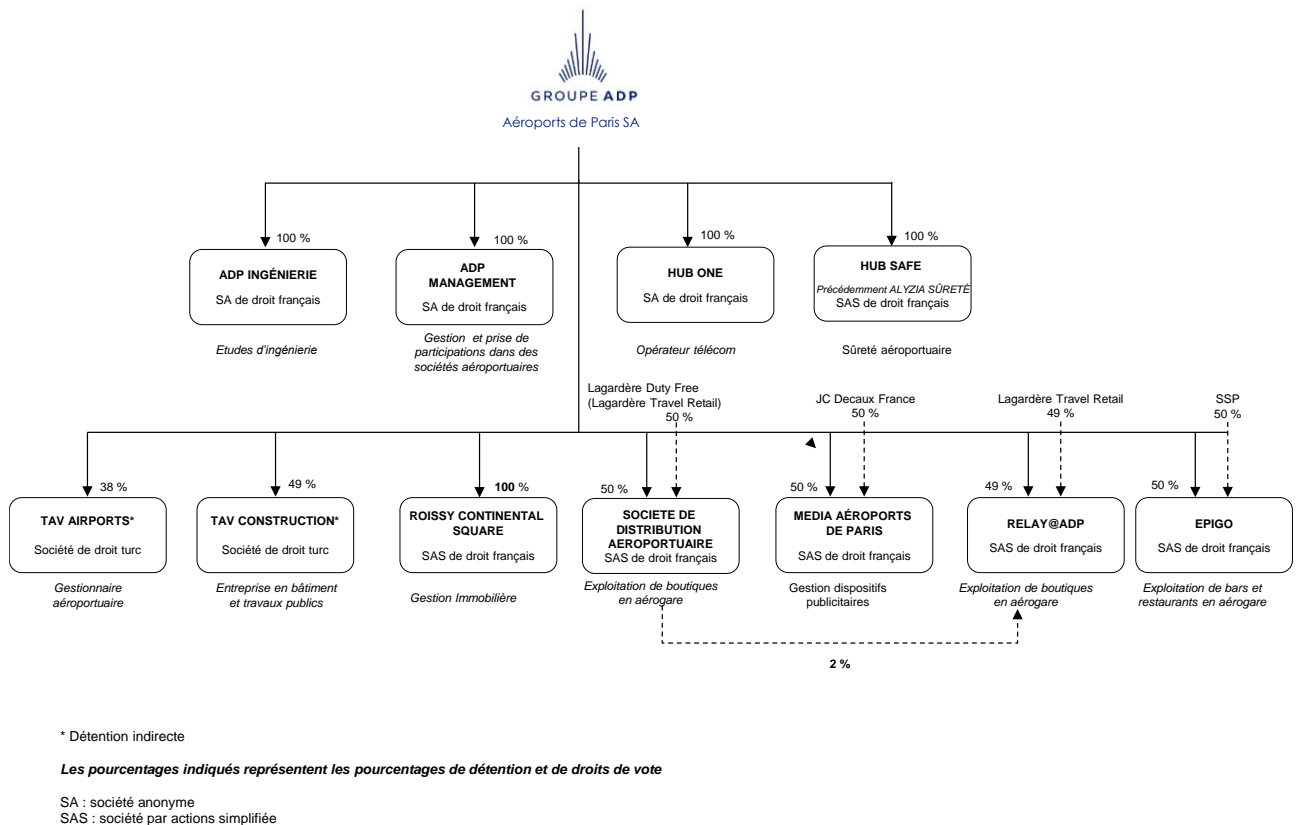 GROUPE ADP
Aéroports de Paris SA
100 %
100 %
100 %
100 %
ADP INGÉNIERIE
SA de droit français
ADP
MANAGEMENT
SA de droit français
HUB ONE
SA de droit français
HUB SAFE
Précédemment ALYZIA SÛRETÉ
SAS de droit français
Etudes d'ingénierie
Gestion et prise de
participations dans des
sociétés aéroportuaires
Opérateur télécom
Sûreté aéroportuaire
Lagardère Duty Free
(Lagardère Travel Retail)
50 %
JC Decaux France
50 %
Lagardère Travel Retail
49 %
SSP
50 %
38 %
49 %
100 %
50 %
50 %
49 %
50 %
TAV AIRPORTS*
Société de droit turc
TAV CONSTRUCTION*
Société de droit turc
ROISSY CONTINENTAL
SQUARE
SAS de droit français
SOCIETE DE
DISTRIBUTION
AEROPORTUAIRE
SAS de droit français
MEDIA AÉROPORTS
DE PARIS
SAS de droit français
RELAY@ADP
SAS de droit français
EPIGO
SAS de droit français
Gestionnaire
aéroportuaire
Entreprise en bâtiment
et travaux publics
Gestion Immobilière
Exploitation de boutiques
en aérogare
Gestion dispositifs
publicitaires
Exploitation de boutiques
en aérogare
Exploitation de bars et
restaurants en aérogare
2 %
* Détention indirecte
Les pourcentages indiqués représentent les pourcentages de détention et de droits de vote
SA : société anonyme
SAS : société par actions simplifiée